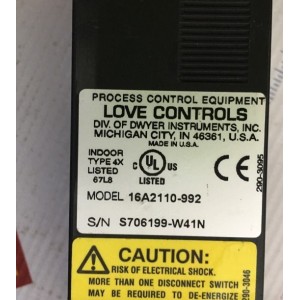 PROCESS CONTROL EQUIPMENT
LOVE CONTROLS
DIV. OF DWYER INSTRUMENTS, INC.
MICHIGAN CITY, IN 46361, U.S.A.
MADE IN U.S.A.
INDOOR
TYPE 4X
LISTED
67L8
C UL US
LISTED
CE
290-3095
MODEL 16A2110-992
S/N S706199-W41N
CAUTION:
RISK OF ELECTRICAL SHOCK.
MORE THAN ONE DISCONNECT SWITCH
MAY BE REQUIRED TO DE-ENERGIZE
290-3046